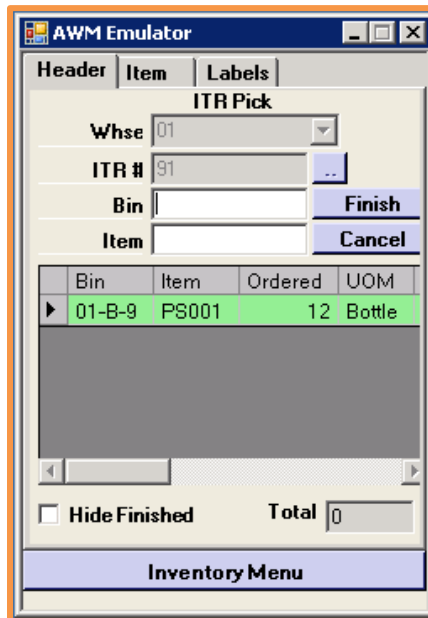 AWM Emulator
Header Item Labels
ITR Pick
Whse 01
ITR # 91 ..
Bin Finish
Item Cancel
Bin Item Ordered UOM
01-B-9 PS001 12 Bottle
Hide Finished Total 0
Inventory Menu